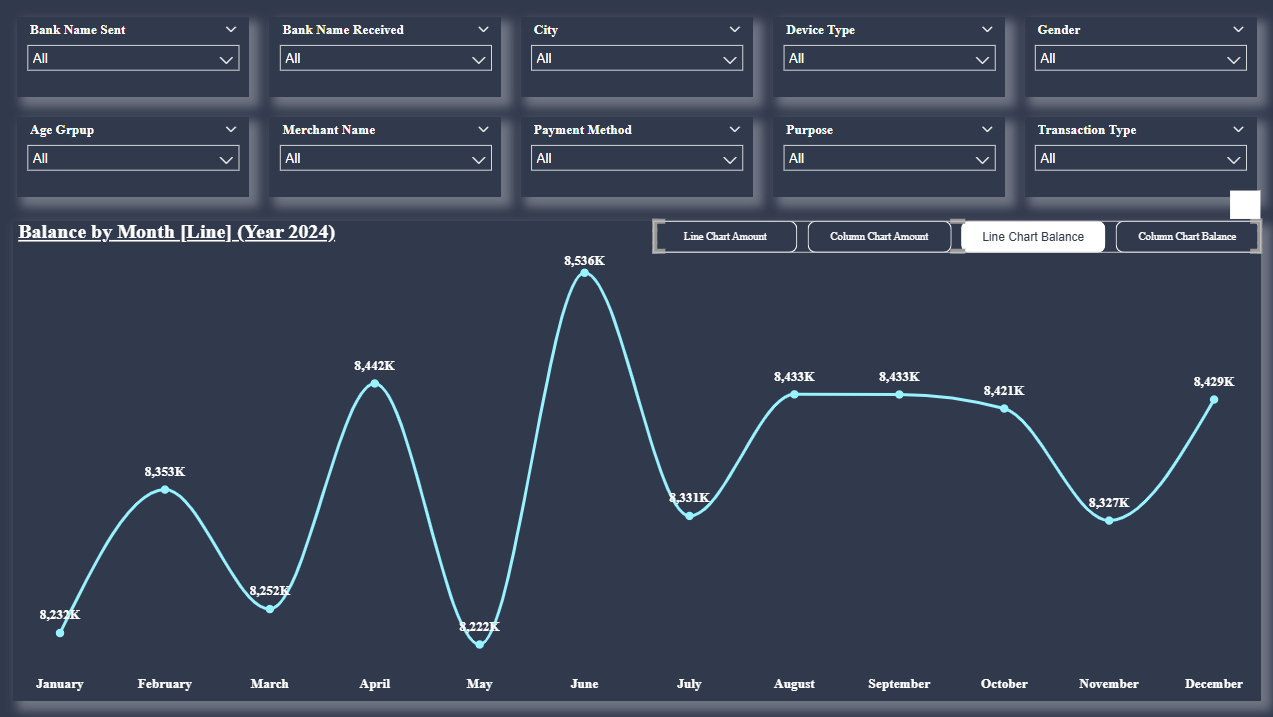 Bank Name Sent
Bank Name Received
City
Device Type
Gender
All
All
All
All
All
Age Grpup
Merchant Name
Payment Method
Purpose
Transaction Type
All
All
All
All
All
Balance by Month [Line] (Year 2024)
Line Chart Amount
Column Chart Amount
Line Chart Balance
Column Chart Balance
8,536K
8,442K
8,433K
8,433K
8,421K
8,429K
8,353K
8,331K
8,327K
8,252K
8,232K
8,222K
January
February
March
April
May
June
July
August
September
October
November
December